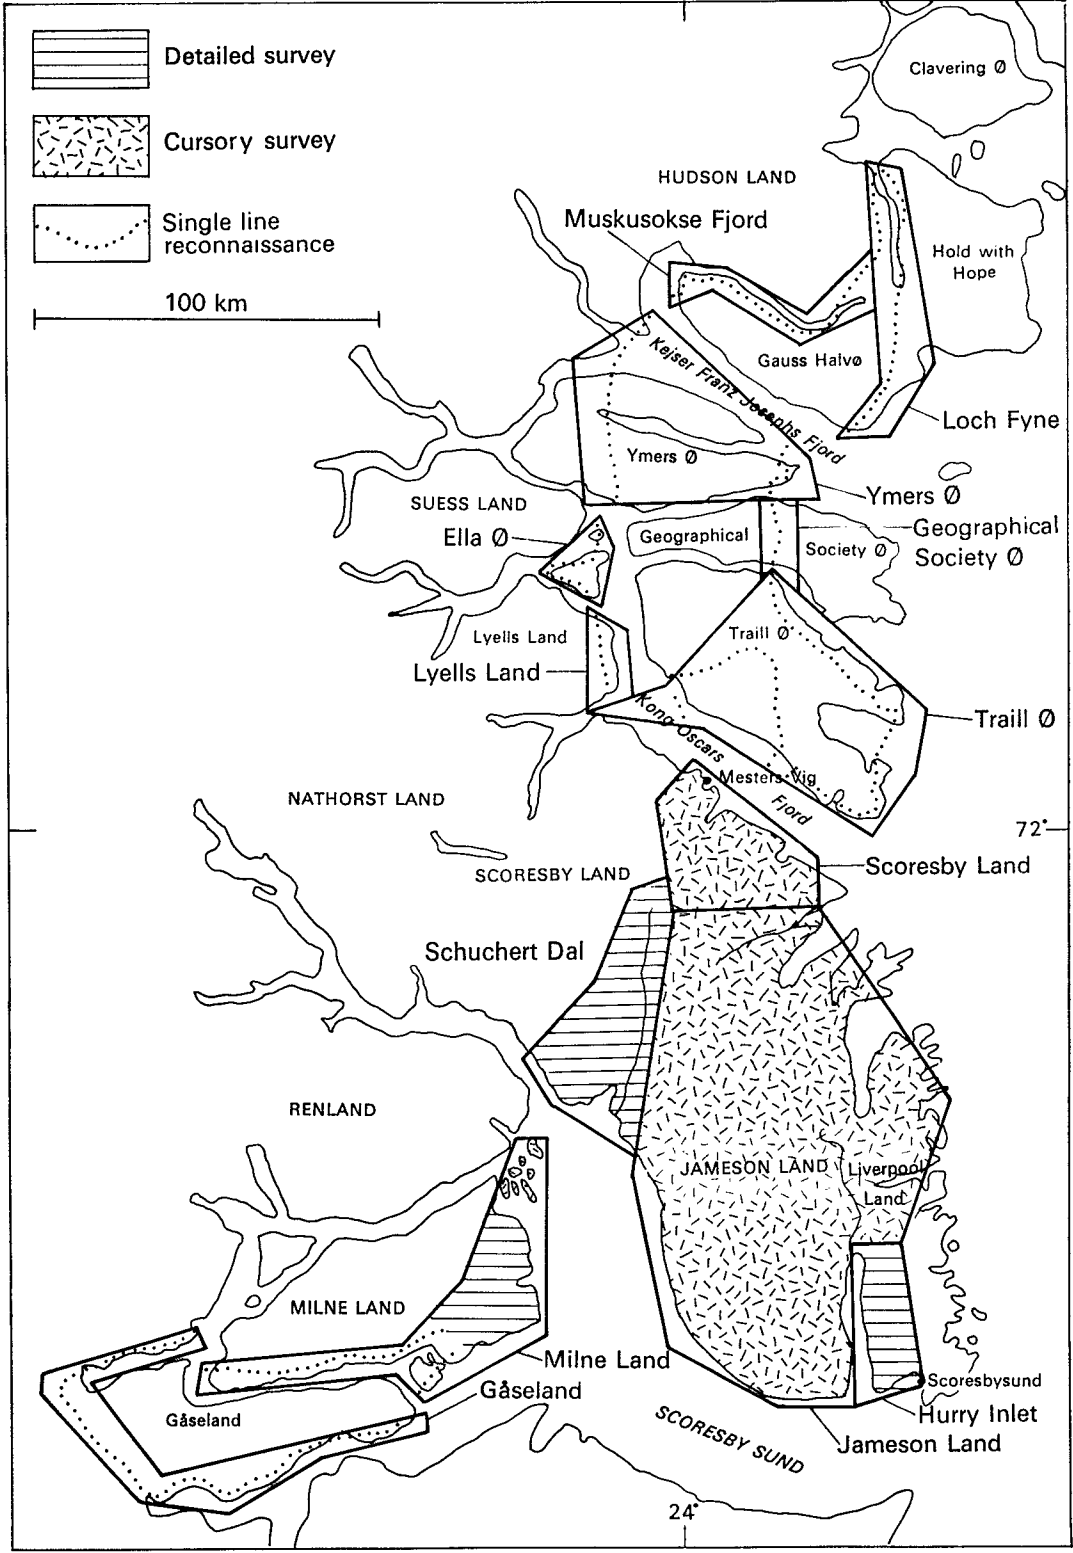 Detailed survey
Cursory survey
Single line
reconnaissance
100 km
Clavering Ø
HUDSON LAND
Muskusokse Fjord
Hold with
Hope
Gauss Halvø
Kejser Franz Josephs Fjord
Loch Fyne
Ymers Ø
Ymers Ø
SUESS LAND
Ella Ø
Geographical
Society Ø
Geographical
Society Ø
Traill Ø
Lyells Land
Lyells Land
Kong Oscars
Fjord
Traill Ø
Mesters Vig
NATHORST LAND
72°
SCORESBY LAND
Scoresby Land
Schuchert Dal
RENLAND
JAMESON LAND
Liverpool
Land
MILNE LAND
Milne Land
Gåseland
Gåseland
Scoresbysund
Hurry Inlet
Jameson Land
SCORESBY SUND
24°